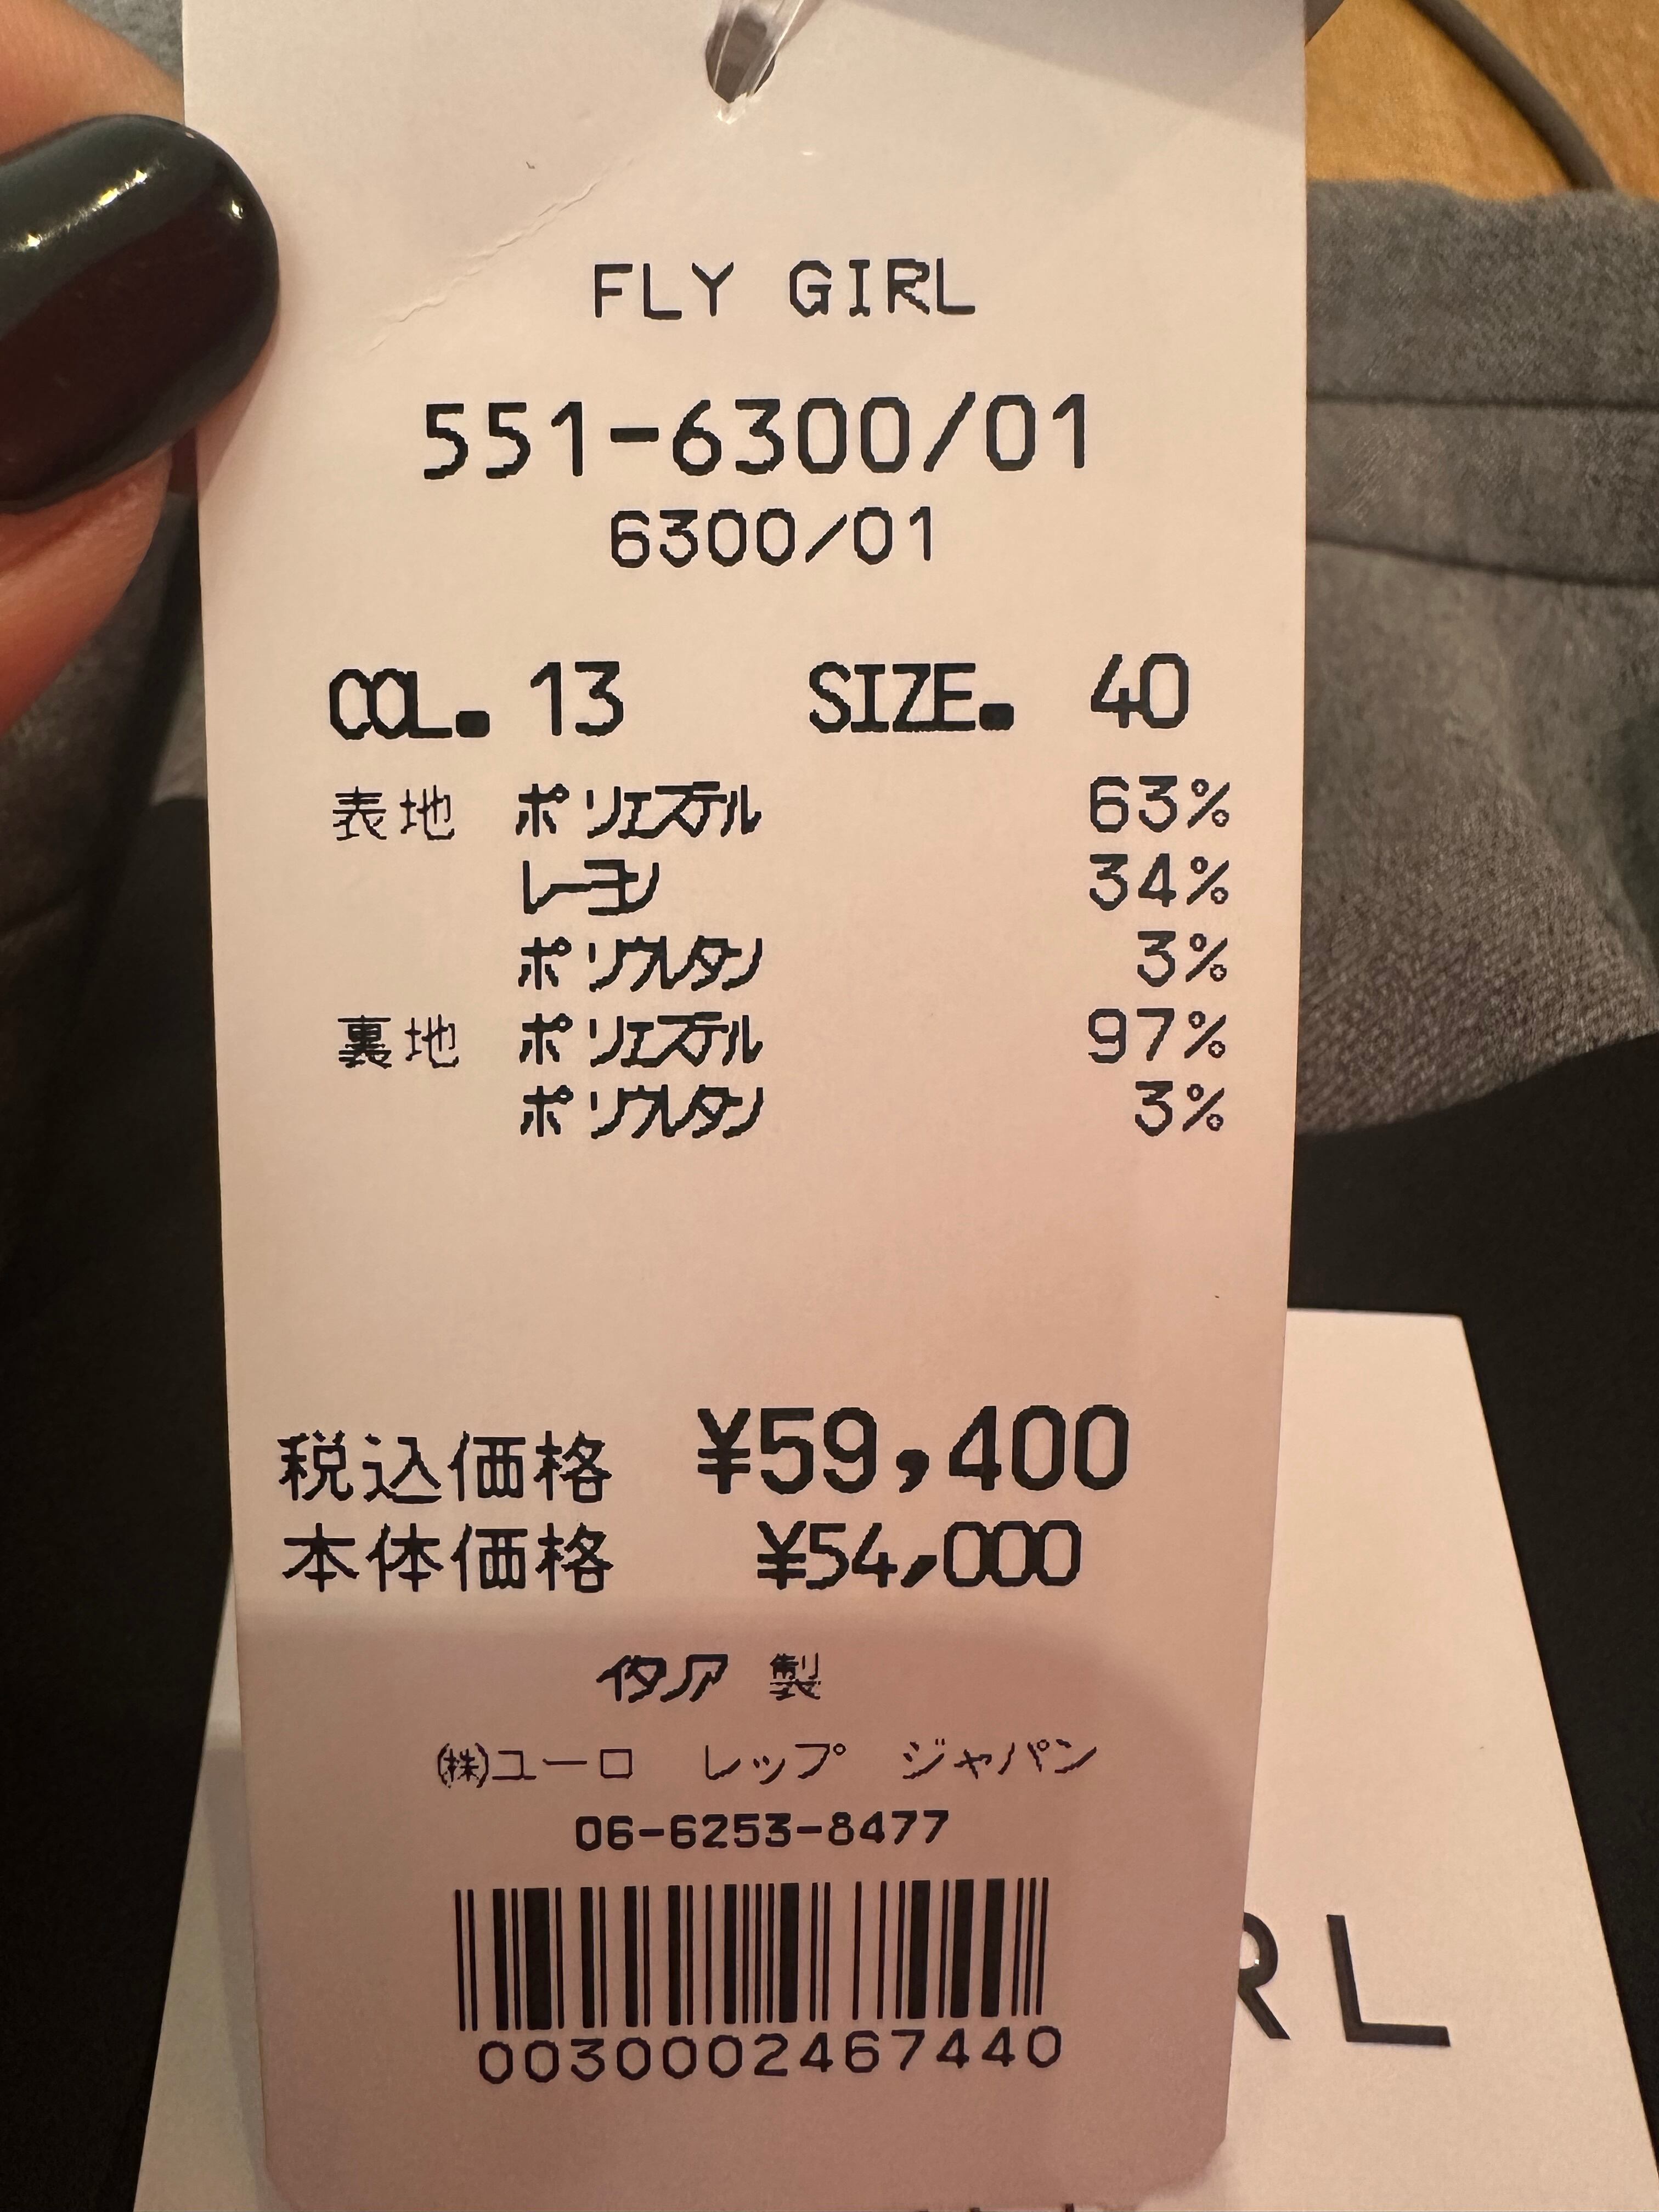 FLY GIRL
551-6300/01
6300/01
COL. 13 SIZE. 40
表地 ポリエステル 63%
レーヨン 34%
ポリウレタン 3%
裏地 ポリエステル 97%
ポリウレタン 3%
税込価格 ¥59,400
本体価格 ¥54,000
イタリア 製
㈱ユーロ レップ ジャパン
06-6253-8477
0030002467440
RL